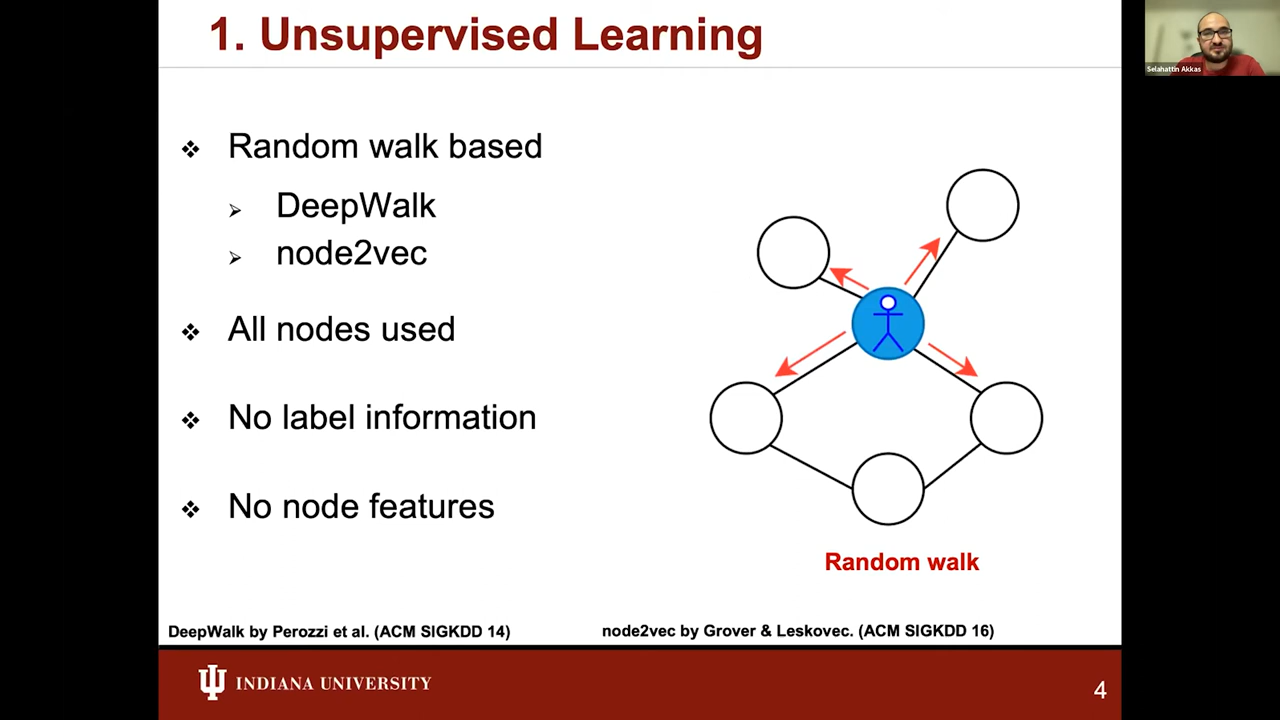 1. Unsupervised Learning
Selahattin Akkas
Random walk based
DeepWalk
node2vec
All nodes used
No label information
No node features
Random walk
DeepWalk by Perozzi et al. (ACM SIGKDD 14)
node2vec by Grover & Leskovec. (ACM SIGKDD 16)
INDIANA UNIVERSITY
4